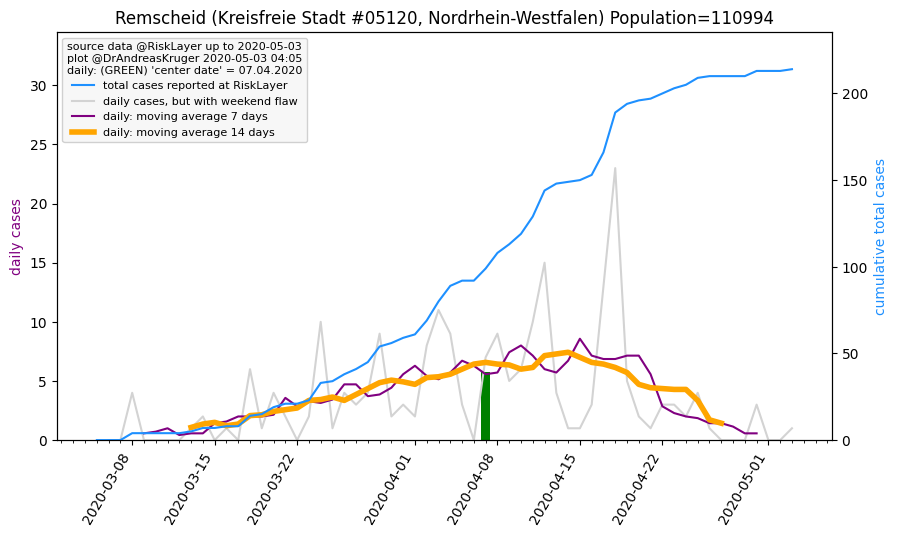 Remscheid (Kreisfreie Stadt #05120, Nordrhein-Westfalen) Population=110994
source data @RiskLayer up to 2020-05-03
plot @DrAndreasKruger 2020-05-03 04:05
daily: (GREEN) 'center date' = 07.04.2020
total cases reported at RiskLayer
daily cases, but with weekend flaw
daily: moving average 7 days
daily: moving average 14 days
daily cases
30
25
20
15
10
5
0
cumulative total cases
200
150
100
50
0
2020-03-08
2020-03-15
2020-03-22
2020-04-01
2020-04-08
2020-04-15
2020-04-22
2020-05-01